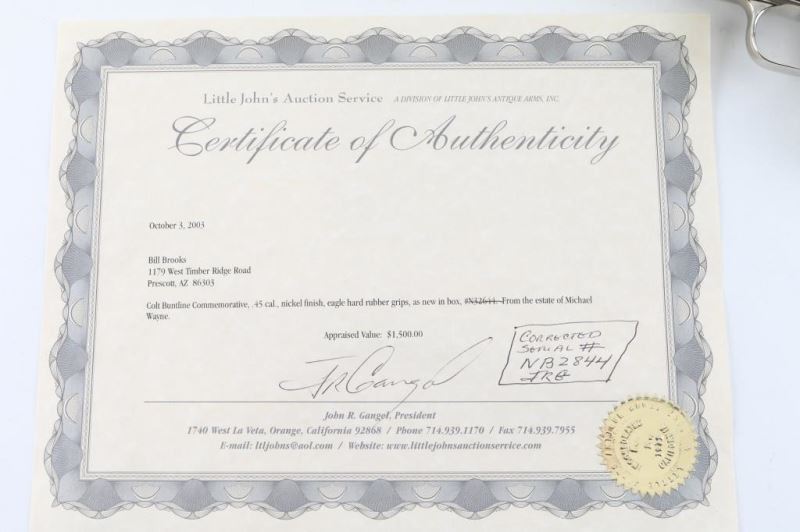 Little John's Auction Service A DIVISION OF LITTLE JOHN'S ANTIQUE ARMS, INC.
Certificate of Authenticity
October 3, 2003
Bill Brooks
1179 West Timber Ridge Road
Prescott, AZ 86303
Colt Buntline Commemorative, .45 cal., nickel finish, eagle hard rubber grips, as new in box, From the estate of Michael
Wayne.
Appraised Value: $1,500.00
CORRECTED
SERIAL #
NB2844
JRG
John R. Gangof, President
1740 West La Veta, Orange, California 92868 / Phone 714.939.1170 / Fax 714.939.7955
E-mail: ltljohns@aol.com / Website: www.littlejohnsauctionservice.com